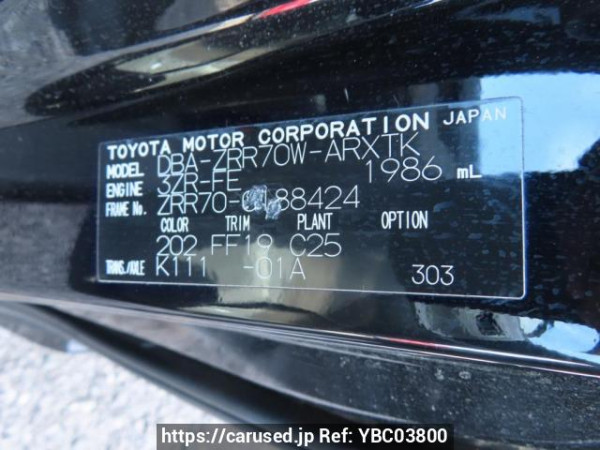 TOYOTA MOTOR CORPORATION JAPAN
MODEL DBA-ZRR70W-ARXTK
ENGINE 3ZR-FE 1986 mL
FRAME No.
COLOR TRIM PLANT OPTION
202 FF19 C25
TRANS./AXLE K111 -01A 303
https://carused.jp Ref: YBC03800